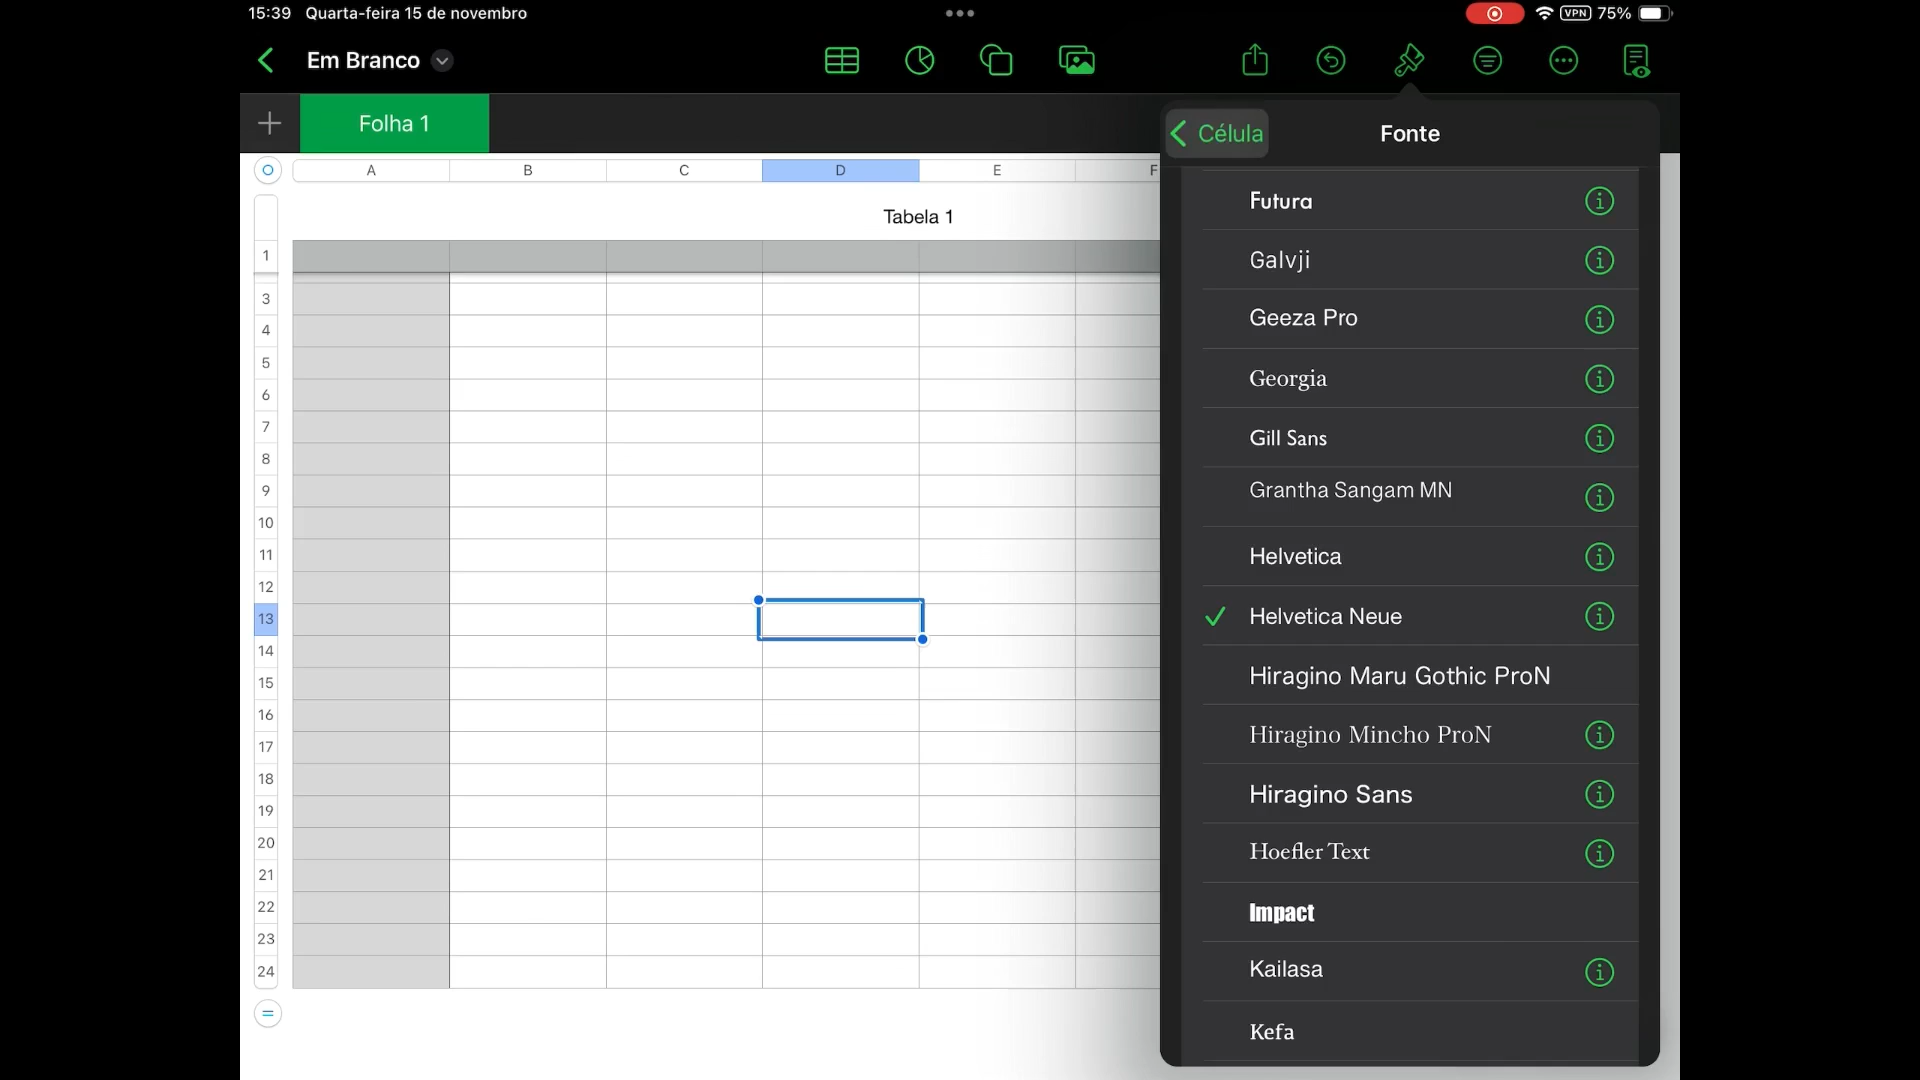 15:39 Quarta-feira 15 de novembro
VPN 75%
Em Branco
Folha 1
Célula
Fonte
A B C D E F
Tabela 1
1
3
4
5
6
7
8
9
10
11
12
13
14
15
16
17
18
19
20
21
22
23
24
Futura
Galvji
Geeza Pro
Georgia
Gill Sans
Grantha Sangam MN
Helvetica
Helvetica Neue
Hiragino Maru Gothic ProN
Hiragino Mincho ProN
Hiragino Sans
Hoefler Text
Impact
Kailasa
Kefa